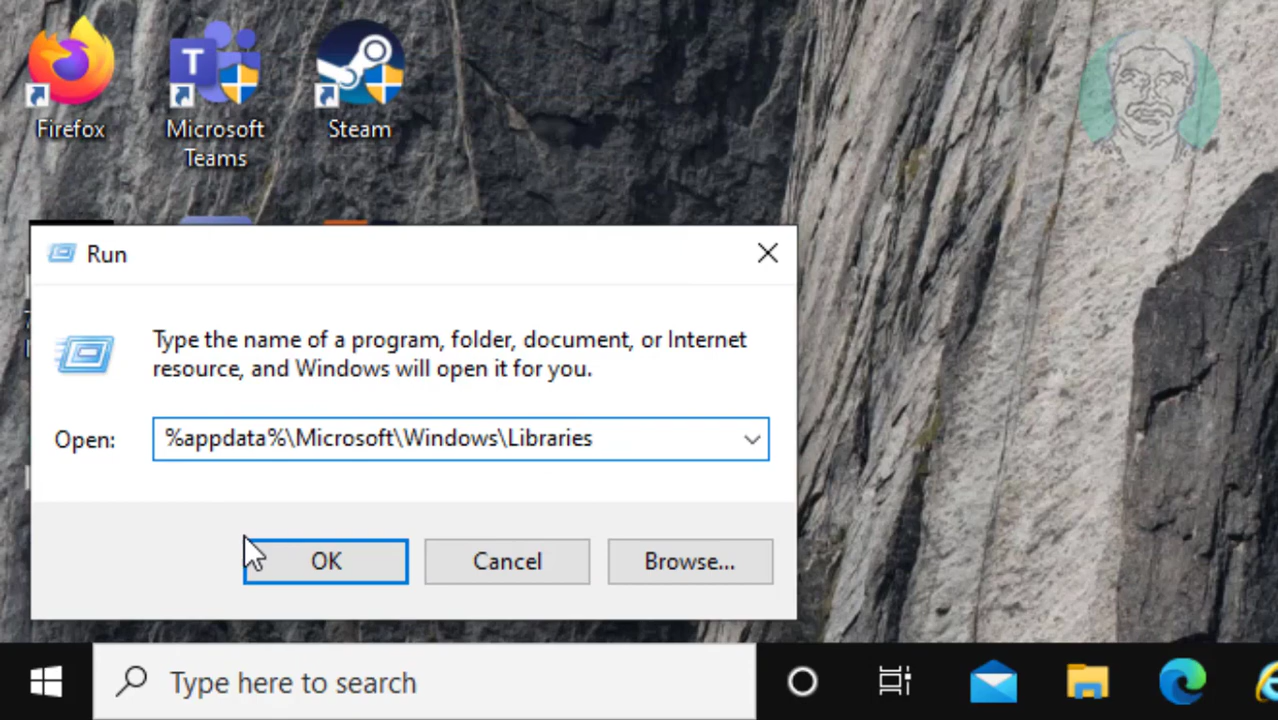 Firefox
Microsoft
Teams
Steam
Run
Type the name of a program, folder, document, or Internet
resource, and Windows will open it for you.
Open:
%appdata%\Microsoft\Windows\Libraries
OK
Cancel
Browse...
Type here to search